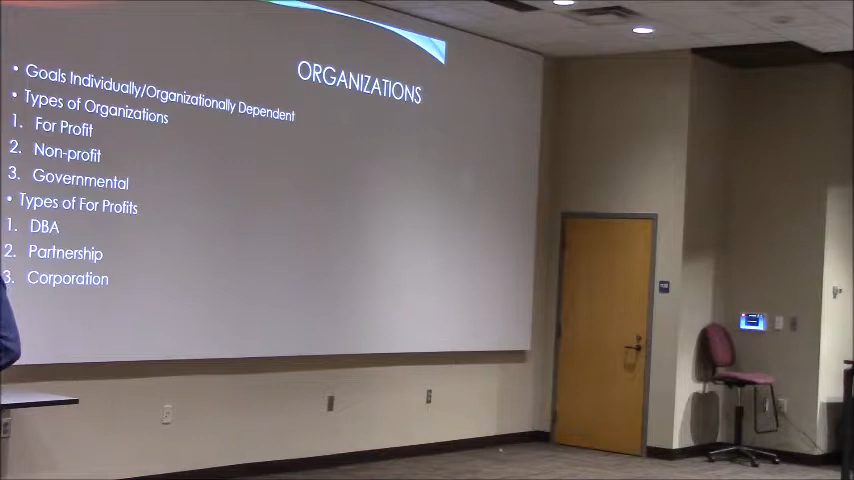 ORGANIZATIONS
• Goals Individually/Organizationally Dependent
• Types of Organizations
1. For Profit
2. Non-profit
3. Governmental
• Types of For Profits
1. DBA
2. Partnership
3. Corporation